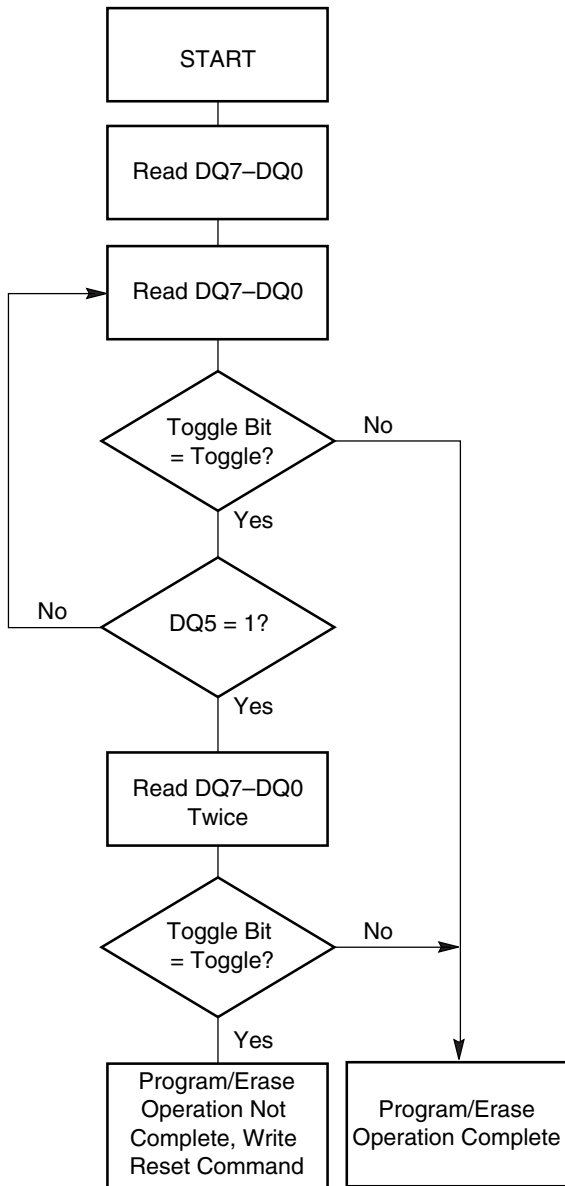 START
Read DQ7–DQ0
Read DQ7–DQ0
Toggle Bit
= Toggle?
No
Yes
No
DQ5 = 1?
Yes
Read DQ7–DQ0
Twice
Toggle Bit
= Toggle?
No
Yes
Program/Erase
Operation Not
Complete, Write
Reset Command
Program/Erase
Operation Complete